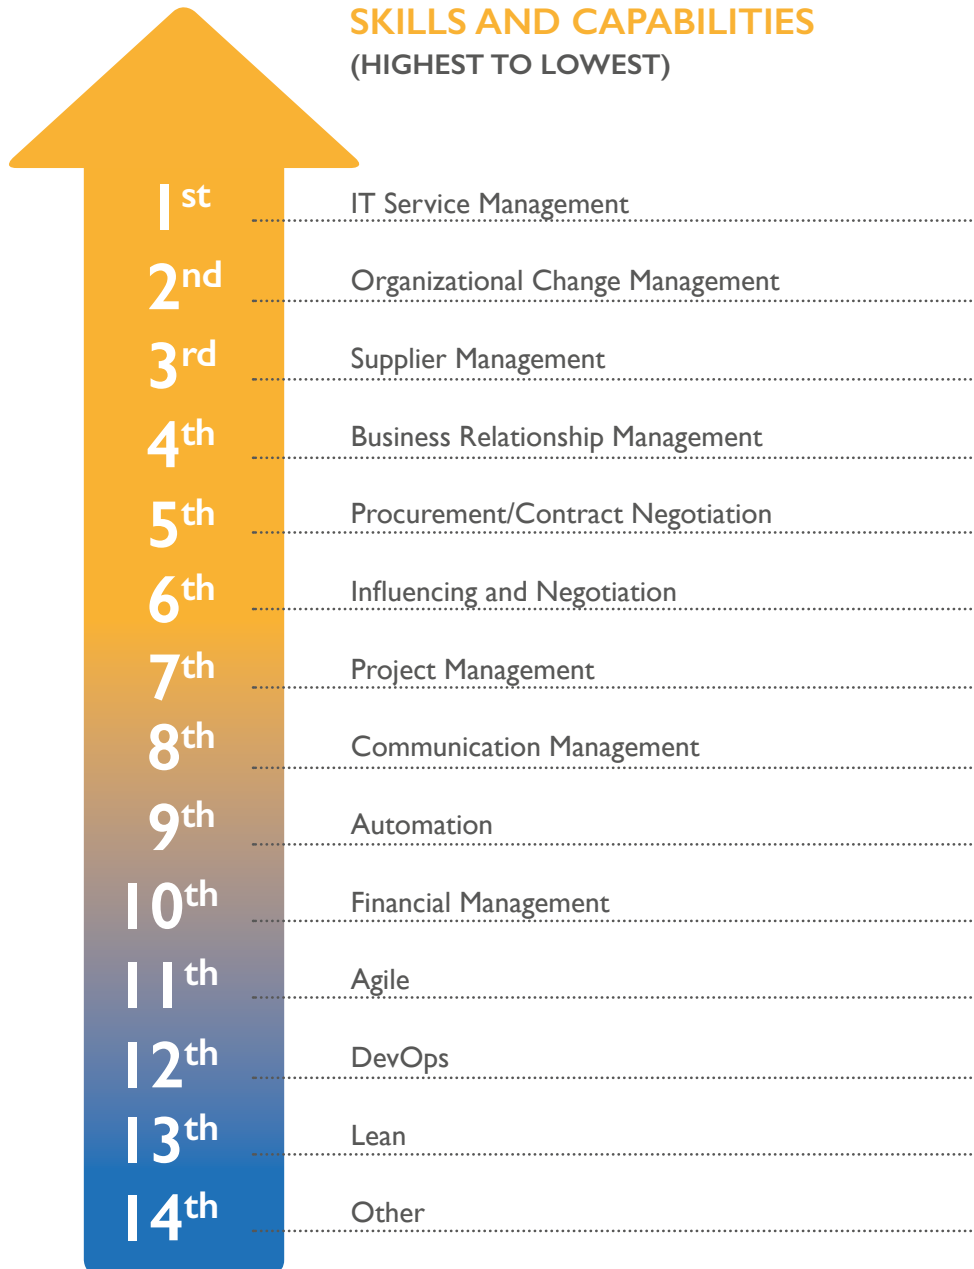 SKILLS AND CAPABILITIES
(HIGHEST TO LOWEST)
1st IT Service Management
2nd Organizational Change Management
3rd Supplier Management
4th Business Relationship Management
5th Procurement/Contract Negotiation
6th Influencing and Negotiation
7th Project Management
8th Communication Management
9th Automation
10th Financial Management
11th Agile
12th DevOps
13th Lean
14th Other